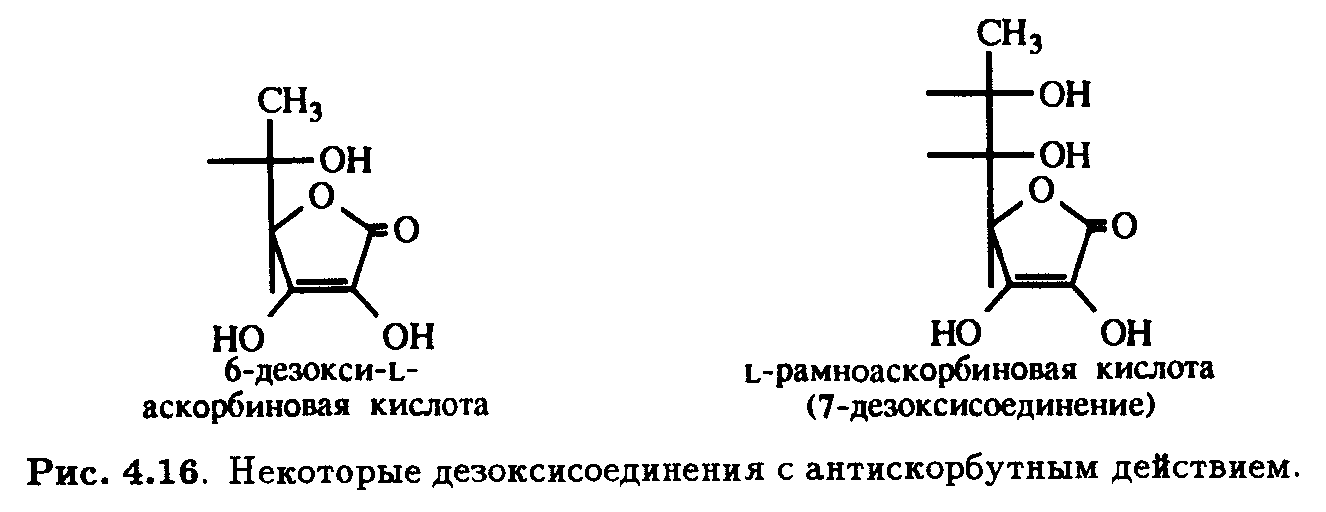 CH₃
OH
O
O
HO
OH
6-дезокси-L-
аскорбиновая кислота
CH₃
OH
OH
O
O
HO
OH
L-рамноаскорбиновая кислота
(7-дезоксисоединение)
Рис. 4.16. Некоторые дезоксисоединения с антискорбутным действием.